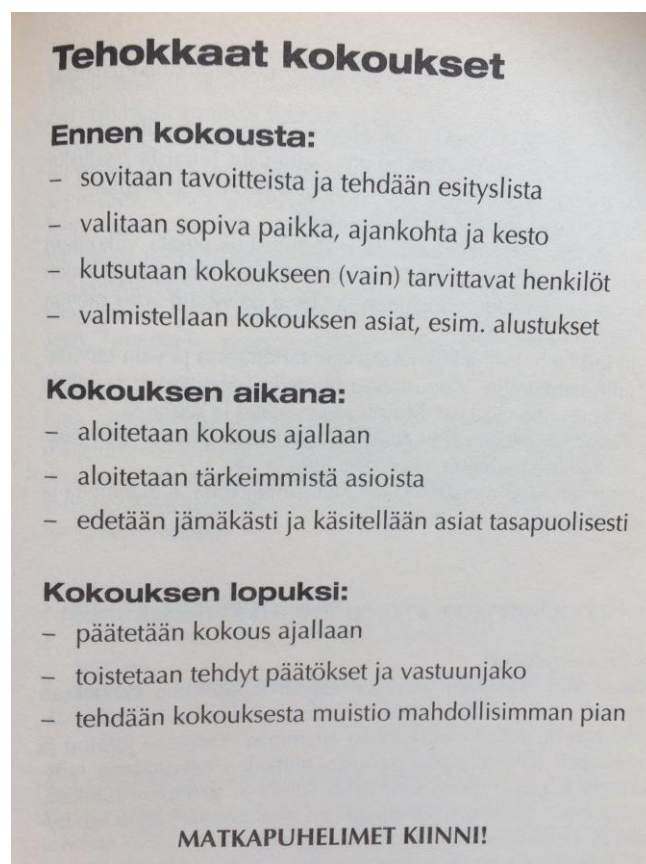 Tehokkaat kokoukset
Ennen kokousta:
– sovitaan tavoitteista ja tehdään esityslista
– valitaan sopiva paikka, ajankohta ja kesto
– kutsutaan kokoukseen (vain) tarvittavat henkilöt
– valmistellaan kokouksen asiat, esim. alustukset
Kokouksen aikana:
– aloitetaan kokous ajallaan
– aloitetaan tärkeimmistä asioista
– edetään jämäkästi ja käsitellään asiat tasapuolisesti
Kokouksen lopuksi:
– päätetään kokous ajallaan
– toistetaan tehdyt päätökset ja vastuunjako
– tehdään kokouksesta muistio mahdollisimman pian
MATKAPUHELIMET KIINNI!